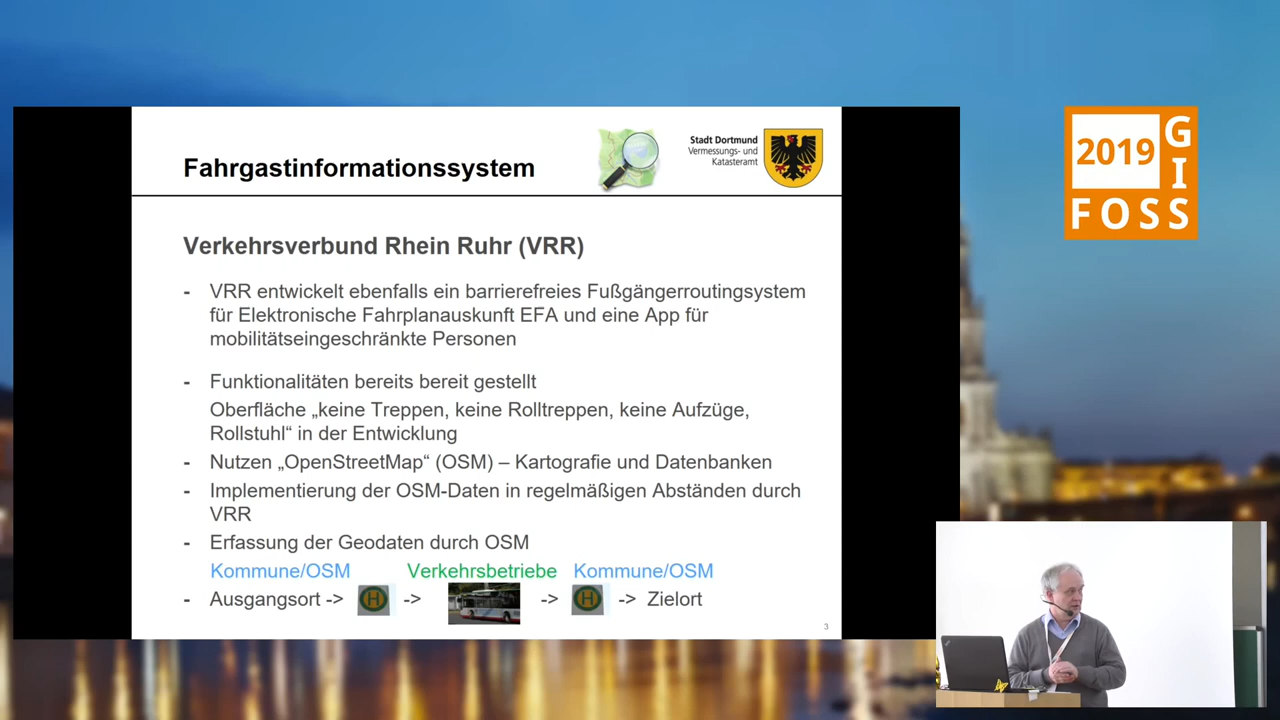 Fahrgastinformationssystem
Stadt Dortmund
Vermessungs- und
Katasteramt
2019
GIS
FOSS
Verkehrsverbund Rhein Ruhr (VRR)
- VRR entwickelt ebenfalls ein barrierefreies Fußgängerroutingsystem
für Elektronische Fahrplanauskunft EFA und eine App für
mobilitätseingeschränkte Personen
- Funktionalitäten bereits bereit gestellt
Oberfläche „keine Treppen, keine Rolltreppen, keine Aufzüge,
Rollstuhl“ in der Entwicklung
- Nutzen „OpenStreetMap“ (OSM) – Kartografie und Datenbanken
- Implementierung der OSM-Daten in regelmäßigen Abständen durch
VRR
- Erfassung der Geodaten durch OSM
Kommune/OSM Verkehrsbetriebe Kommune/OSM
- Ausgangsort -> H -> -> H -> Zielort
3